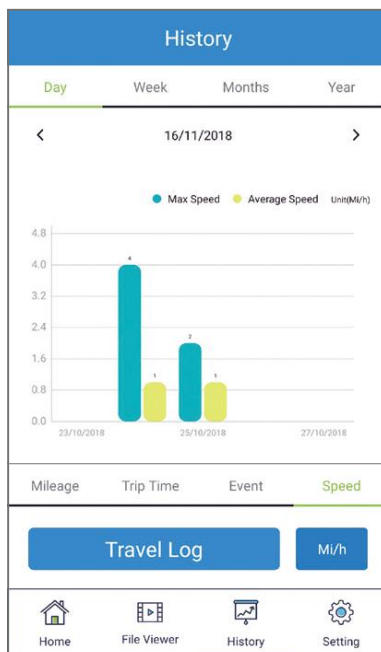 History
Day Week Months Year
< 16/11/2018 >
Max Speed Average Speed Unit(Mi/h)
4.8
4.0
3.2
2.4
1.6
0.8
0.0
4
1
2
1
23/10/2018 25/10/2018 27/10/2018
Mileage Trip Time Event Speed
Travel Log Mi/h
Home File Viewer History Setting